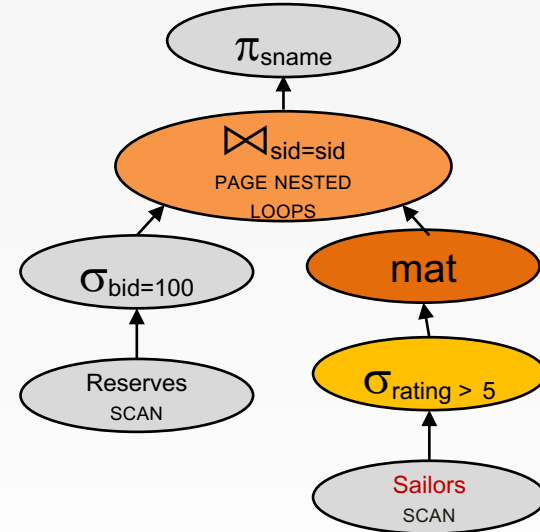 πsname
⋈sid=sid
PAGE NESTED
LOOPS
σbid=100
mat
Reserves
SCAN
σrating > 5
Sailors
SCAN